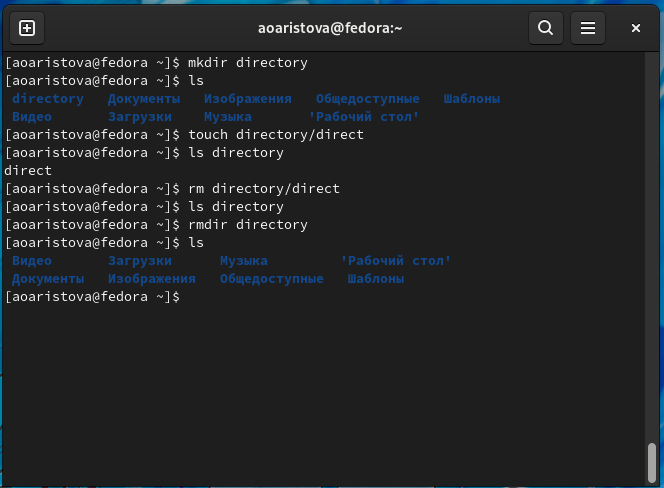 aoaristova@fedora:~
[aoaristova@fedora ~]$ mkdir directory
[aoaristova@fedora ~]$ ls
directory Документы Изображения Общедоступные Шаблоны
Видео Загрузки Музыка 'Рабочий стол'
[aoaristova@fedora ~]$ touch directory/direct
[aoaristova@fedora ~]$ ls directory
direct
[aoaristova@fedora ~]$ rm directory/direct
[aoaristova@fedora ~]$ ls directory
[aoaristova@fedora ~]$ rmdir directory
[aoaristova@fedora ~]$ ls
Видео Загрузки Музыка 'Рабочий стол'
Документы Изображения Общедоступные Шаблоны
[aoaristova@fedora ~]$